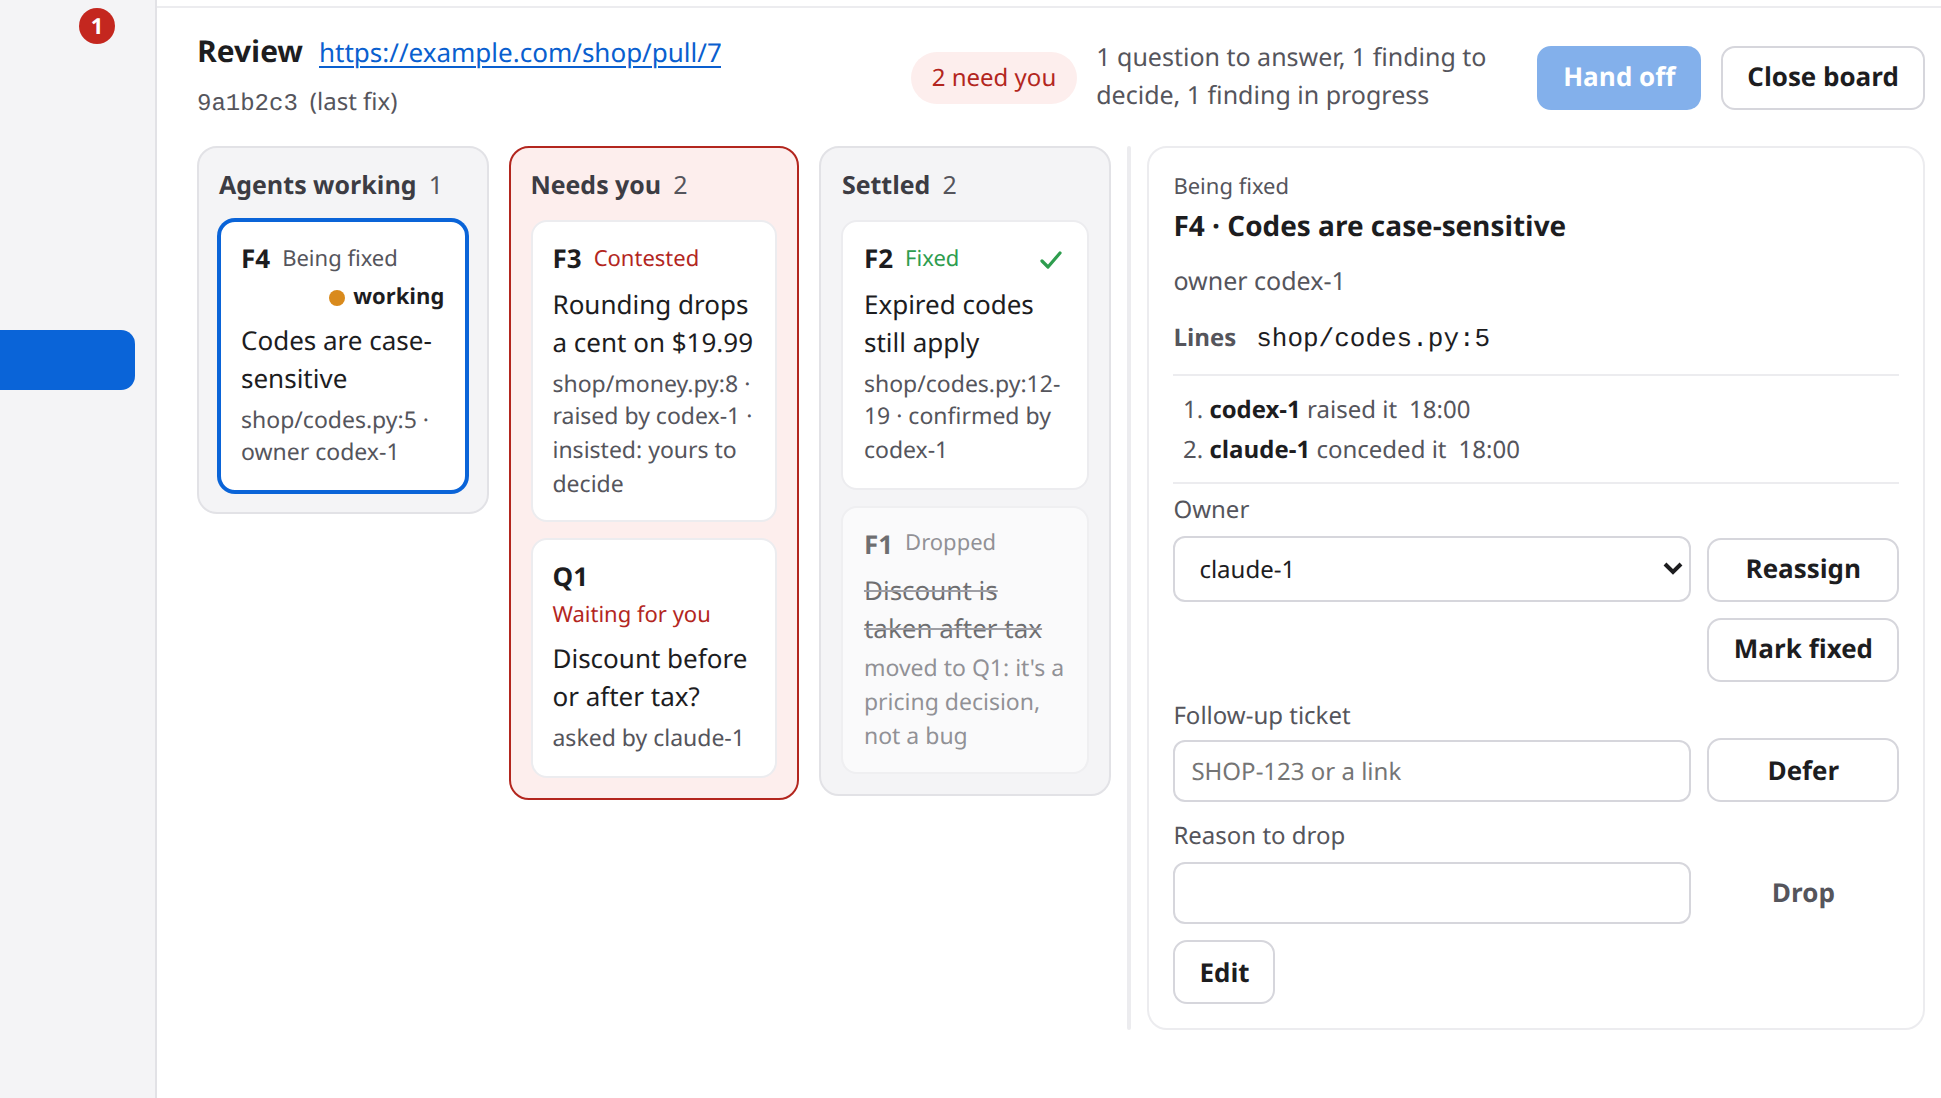 1
Review https://example.com/shop/pull/7
9a1b2c3 (last fix)
2 need you
1 question to answer, 1 finding to
decide, 1 finding in progress
Hand off
Close board
Agents working 1
F4 Being fixed
working
Codes are case-
sensitive
shop/codes.py:5 ·
owner codex-1
Needs you 2
F3 Contested
Rounding drops
a cent on $19.99
shop/money.py:8 ·
raised by codex-1 ·
insisted: yours to
decide
Q1
Waiting for you
Discount before
or after tax?
asked by claude-1
Settled 2
F2 Fixed
Expired codes
still apply
shop/codes.py:12-
19 · confirmed by
codex-1
F1 Dropped
Discount is
taken after tax
moved to Q1: it's a
pricing decision,
not a bug
Being fixed
F4 · Codes are case-sensitive
owner codex-1
Lines shop/codes.py:5
1. codex-1 raised it 18:00
2. claude-1 conceded it 18:00
Owner
claude-1
Reassign
Mark fixed
Follow-up ticket
SHOP-123 or a link
Defer
Reason to drop
Drop
Edit